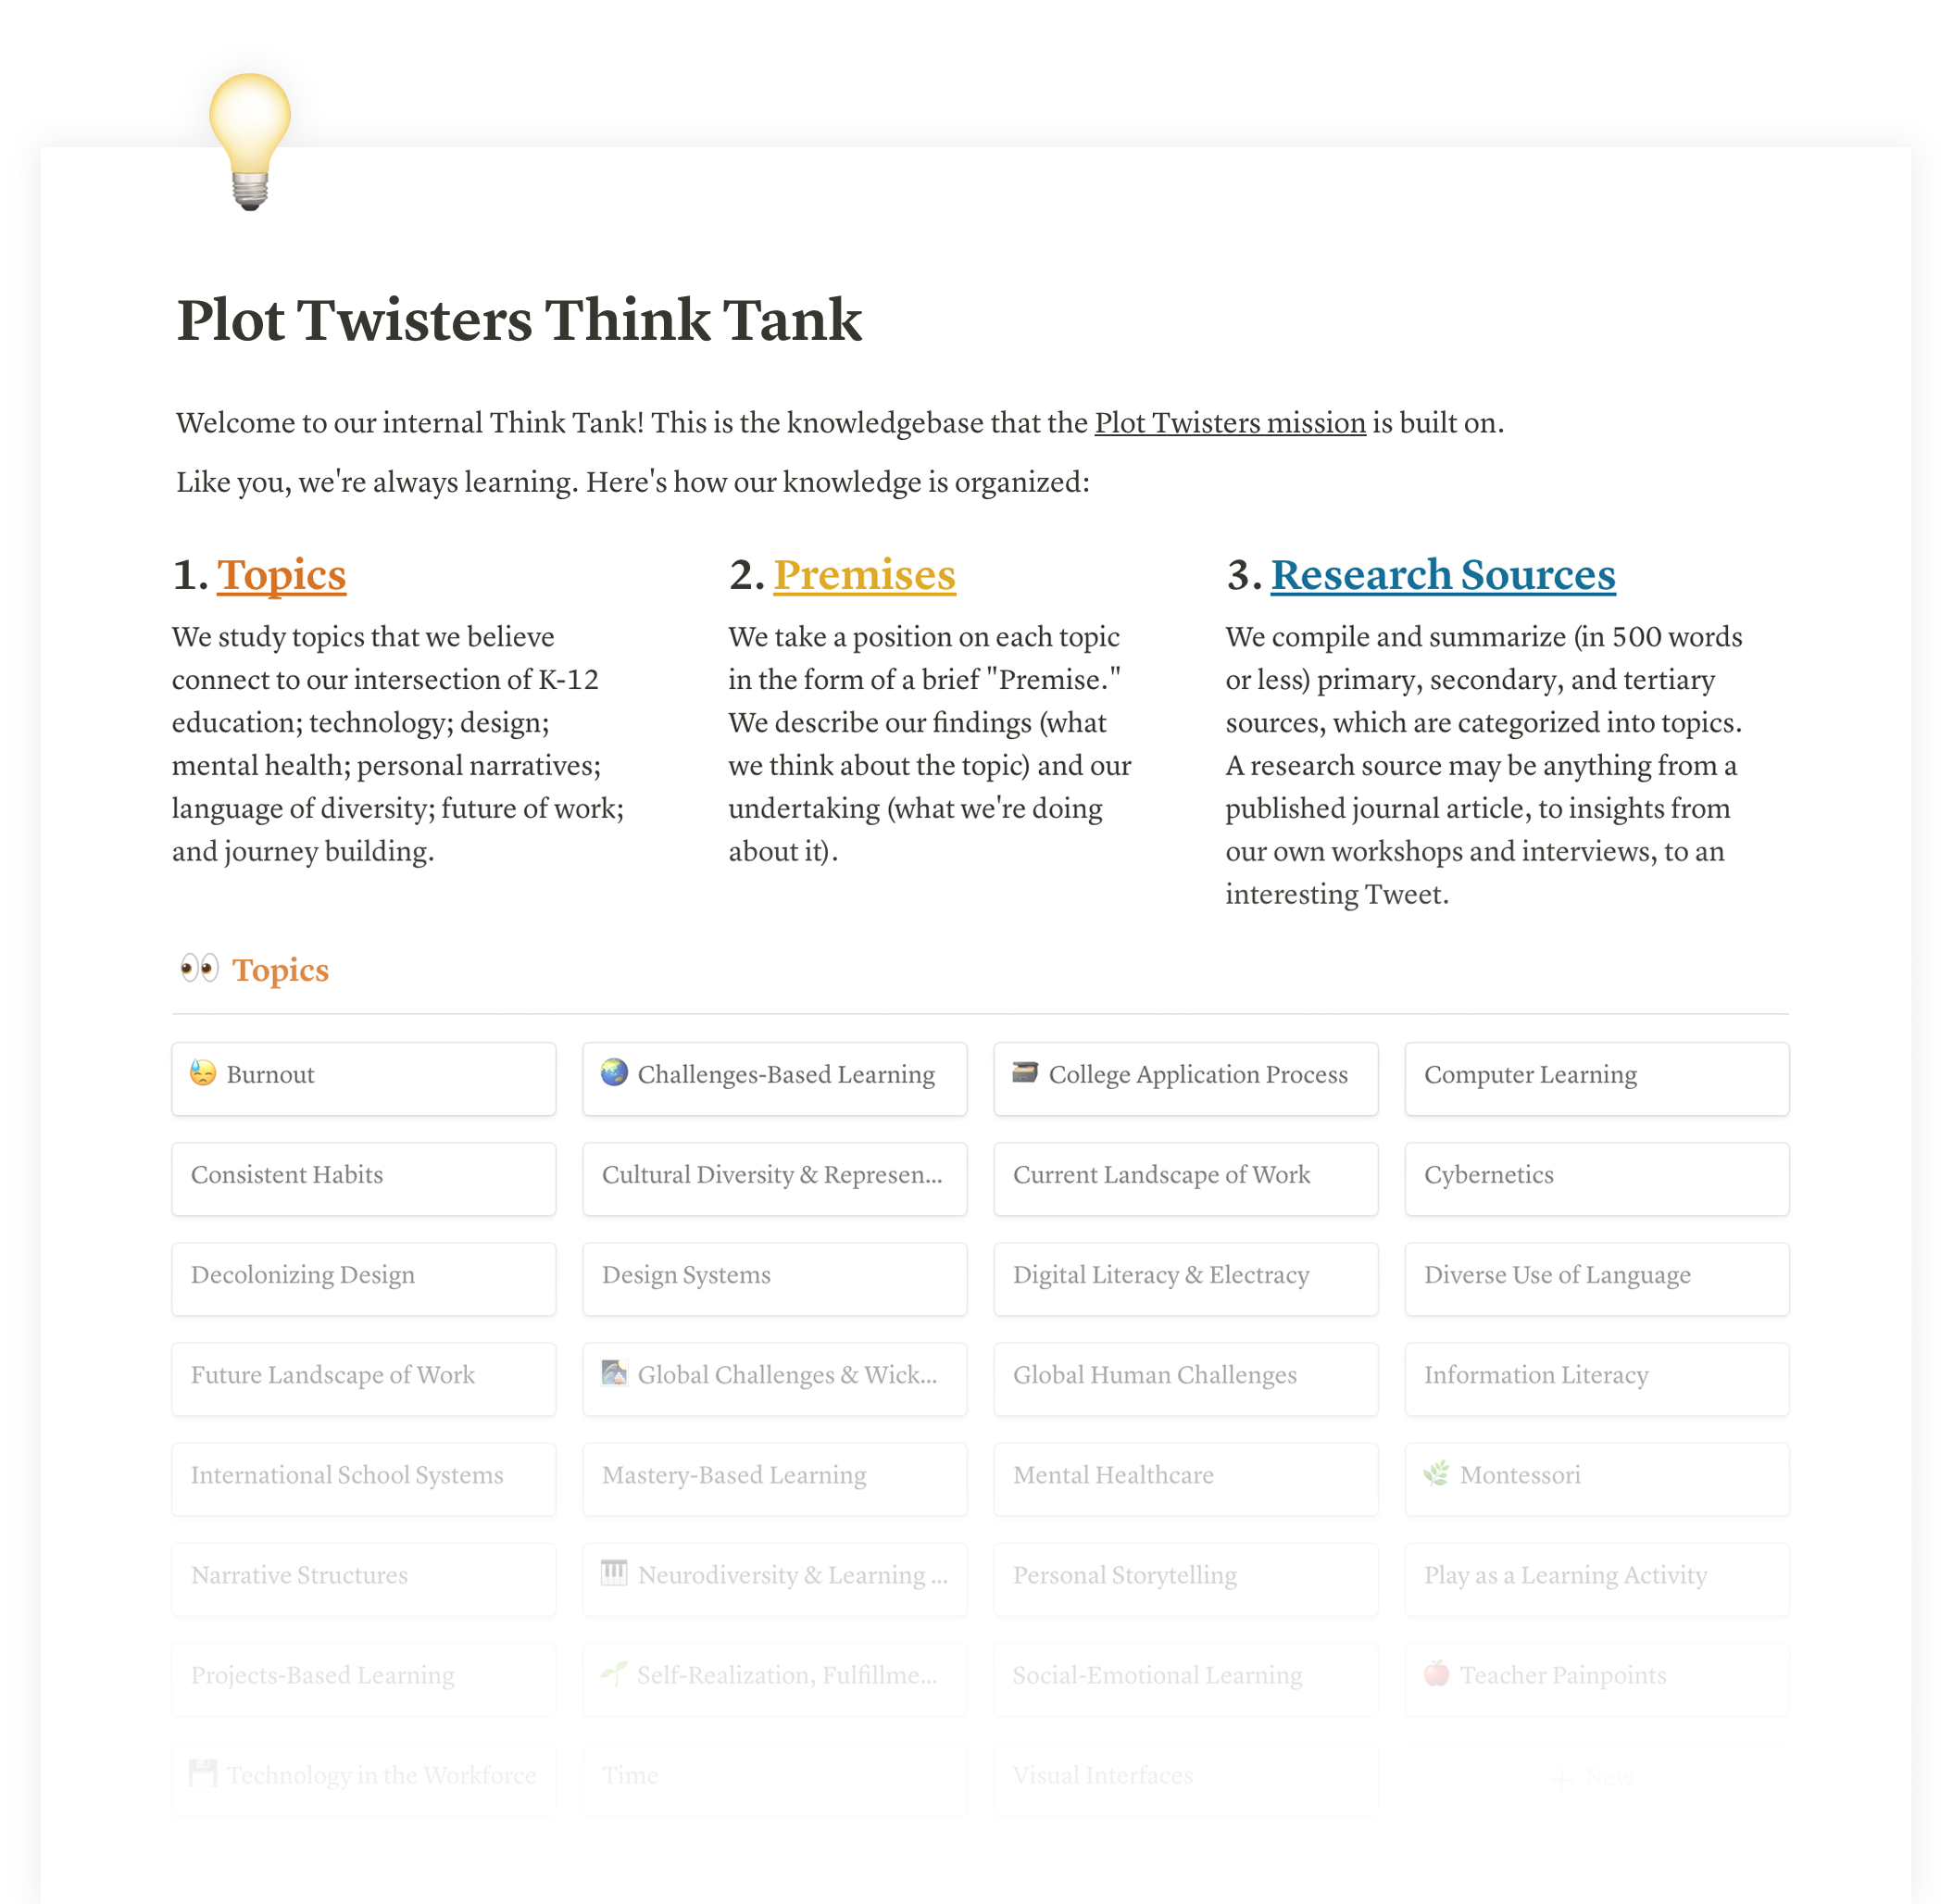 Plot Twisters Think Tank
Welcome to our internal Think Tank! This is the knowledgebase that the Plot Twisters mission is built on.
Like you, we're always learning. Here's how our knowledge is organized:
1. Topics
We study topics that we believe
connect to our intersection of K-12
education; technology; design;
mental health; personal narratives;
language of diversity; future of work;
and journey building.
2. Premises
We take a position on each topic
in the form of a brief "Premise."
We describe our findings (what
we think about the topic) and our
undertaking (what we're doing
about it).
3. Research Sources
We compile and summarize (in 500 words
or less) primary, secondary, and tertiary
sources, which are categorized into topics.
A research source may be anything from a
published journal article, to insights from
our own workshops and interviews, to an
interesting Tweet.
👀 Topics
😓 Burnout
🌏 Challenges-Based Learning
🗃 College Application Process
Computer Learning
Consistent Habits
Cultural Diversity & Represen...
Current Landscape of Work
Cybernetics
Decolonizing Design
Design Systems
Digital Literacy & Electracy
Diverse Use of Language
Future Landscape of Work
Global Challenges & Wick...
Global Human Challenges
Information Literacy
International School Systems
Mastery-Based Learning
Mental Healthcare
🌿 Montessori
Narrative Structures
🎹 Neurodiversity & Learning ...
Personal Storytelling
Play as a Learning Activity
Projects-Based Learning
🌱 Self-Realization, Fulfillme...
Social-Emotional Learning
🍎 Teacher Painpoints
💾 Technology in the Workforce
Time
Visual Interfaces
+ New